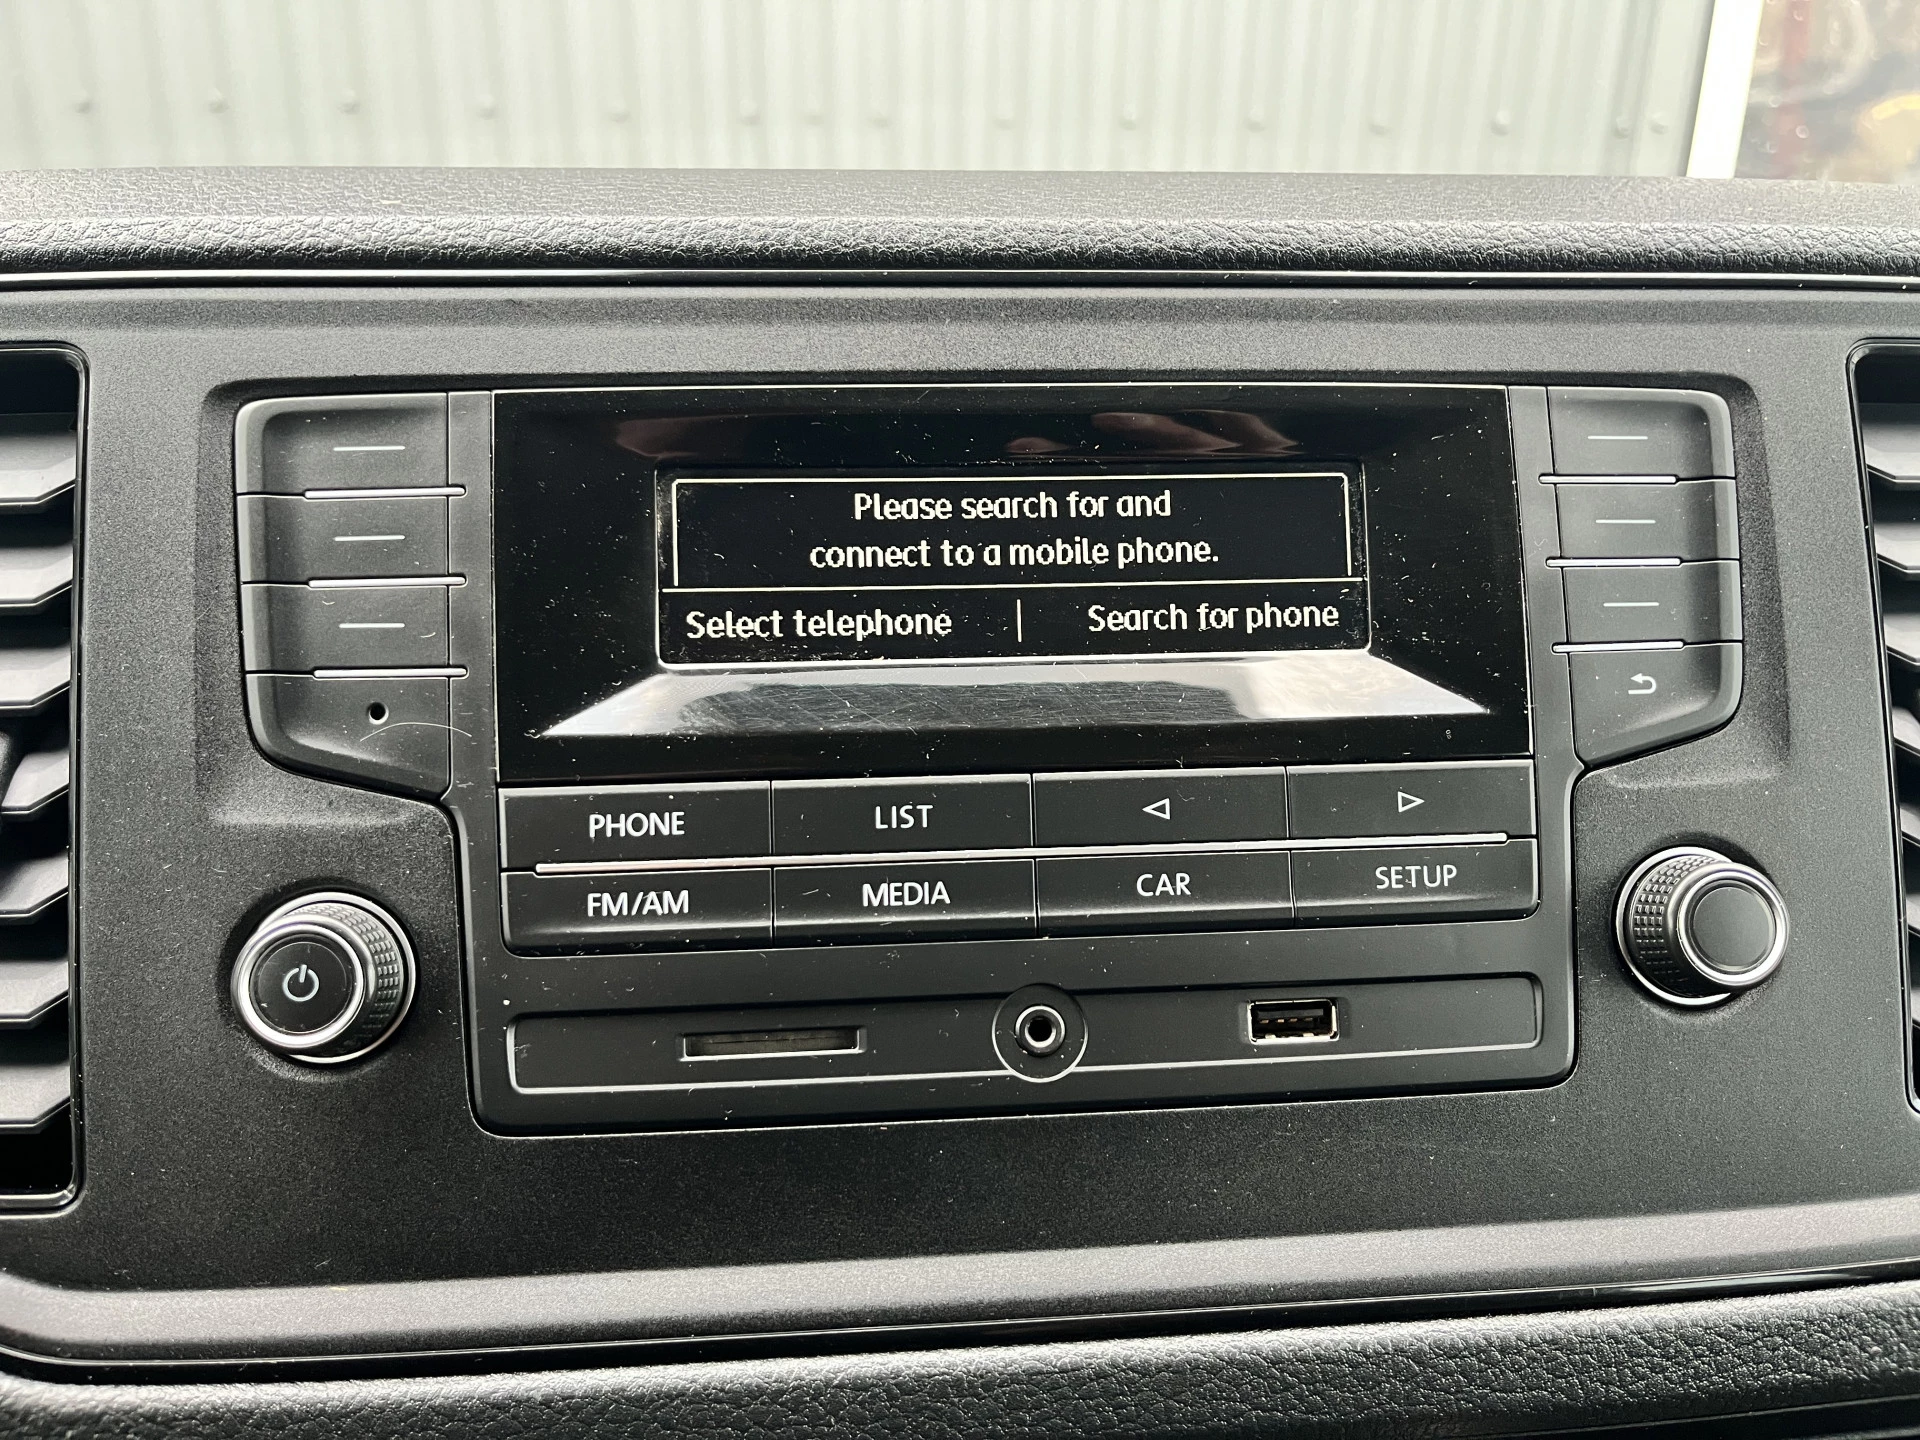 Please search for and
connect to a mobile phone.
Select telephone | Search for phone
PHONE LIST
FM/AM MEDIA CAR SETUP